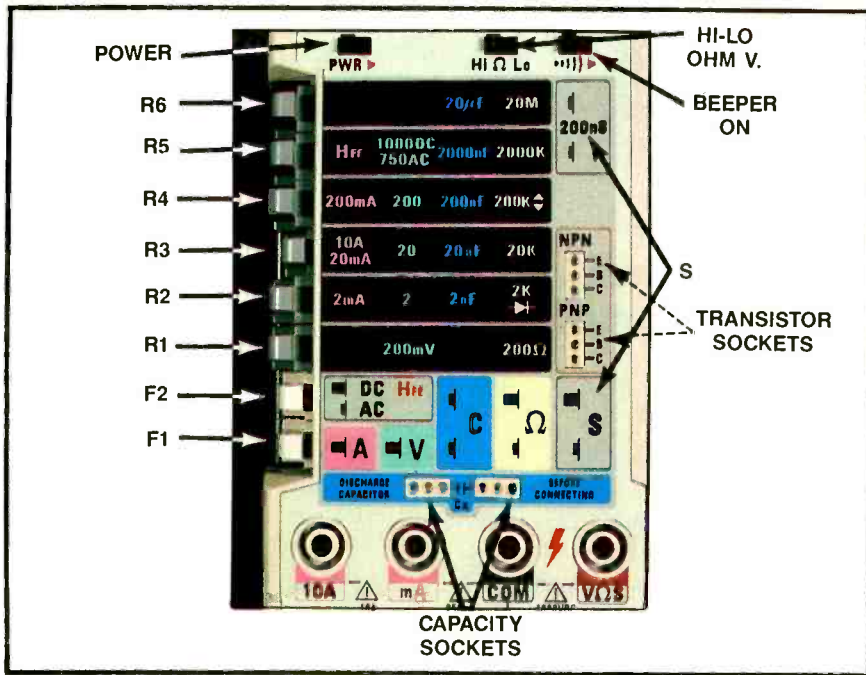 POWER
HI-LO
OHM V.
PWR
Hi Ω Lo
BEEPER
ON
R6
20µF 20M
200nS
R5
HFE 1000DC 2000nF 2000K
750AC
R4
200mA 200 200nF 200K
R3
10A 20 20nF 20K
20mA
NPN
E
B
C
S
R2
2mA 2 2nF 2K
PNP
E
B
C
TRANSISTOR
SOCKETS
R1
200mV 200Ω
F2
DC HFE
AC
C
Ω
S
F1
A
V
DISCHARGE
CAPACITOR
CX
BEFORE
CONNECTING
10A
mA
COM
VΩS
CAPACITY
SOCKETS